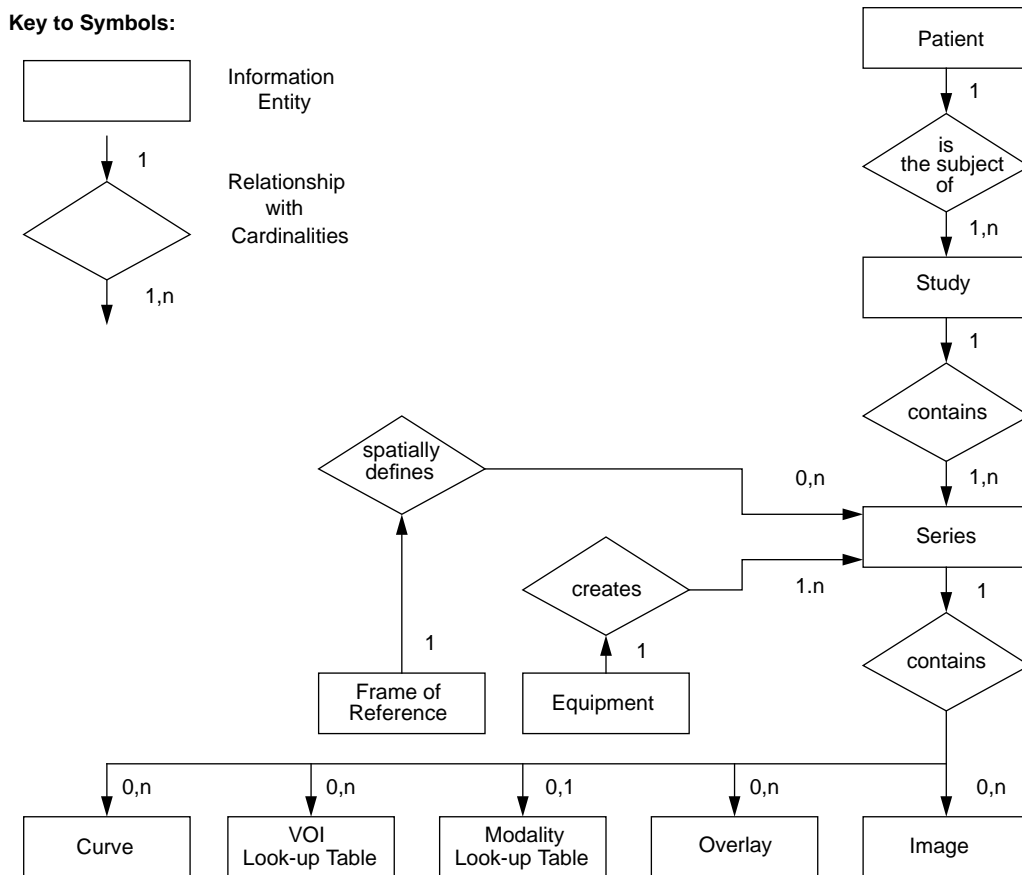 Key to Symbols:
Information
Entity
1
Relationship
with
Cardinalities
1,n
Patient
1
is
the subject
of
1,n
Study
1
contains
1,n
spatially
defines
0,n
Series
creates
1.n
1
contains
1
Frame of
Reference
1
Equipment
0,n
0,n
0,1
0,n
0,n
Curve
VOI
Look-up Table
Modality
Look-up Table
Overlay
Image